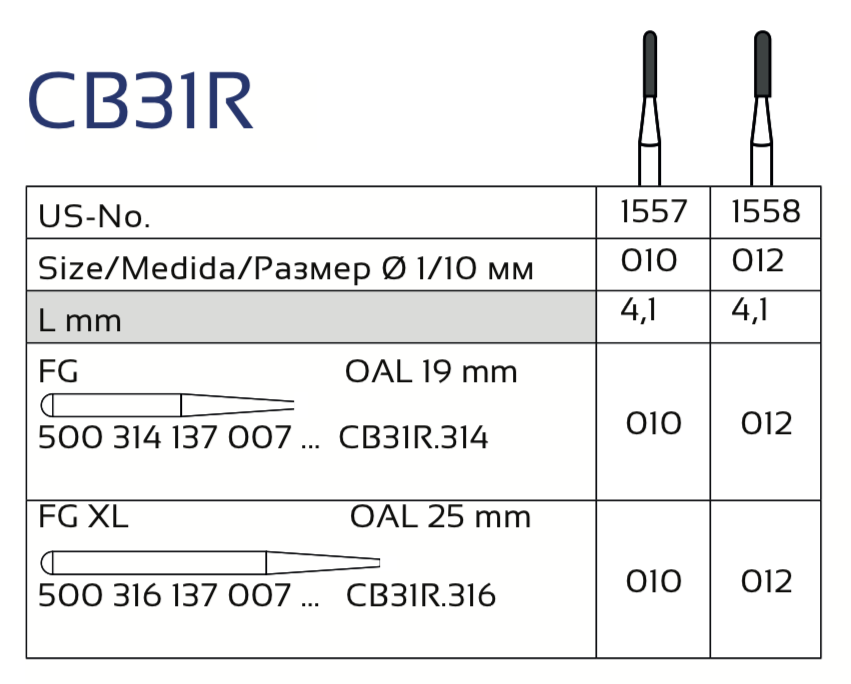 CB31R
US-No. 1557 1558
Size/Medida/Размер Ø 1/10 мм 010 012
L mm 4,1 4,1
FG OAL 19 mm
500 314 137 007 ... CB31R.314 010 012
FG XL OAL 25 mm
500 316 137 007 ... CB31R.316 010 012